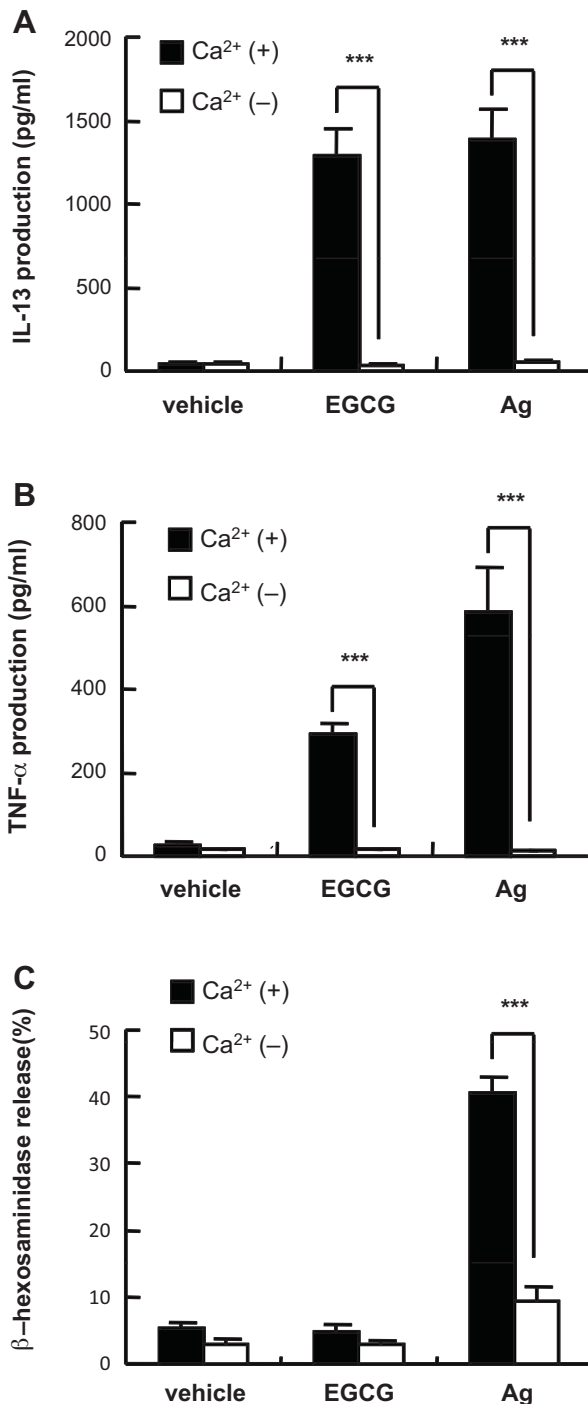 A
IL-13 production (pg/ml)
2000
1500
1000
500
0
Ca²⁺ (+)
Ca²⁺ (–)
***
***
vehicle EGCG Ag
B
TNF-α production (pg/ml)
800
600
400
200
0
Ca²⁺ (+)
Ca²⁺ (–)
***
***
vehicle EGCG Ag
C
β–hexosaminidase release(%)
50
40
30
20
10
0
Ca²⁺ (+)
Ca²⁺ (–)
***
vehicle EGCG Ag